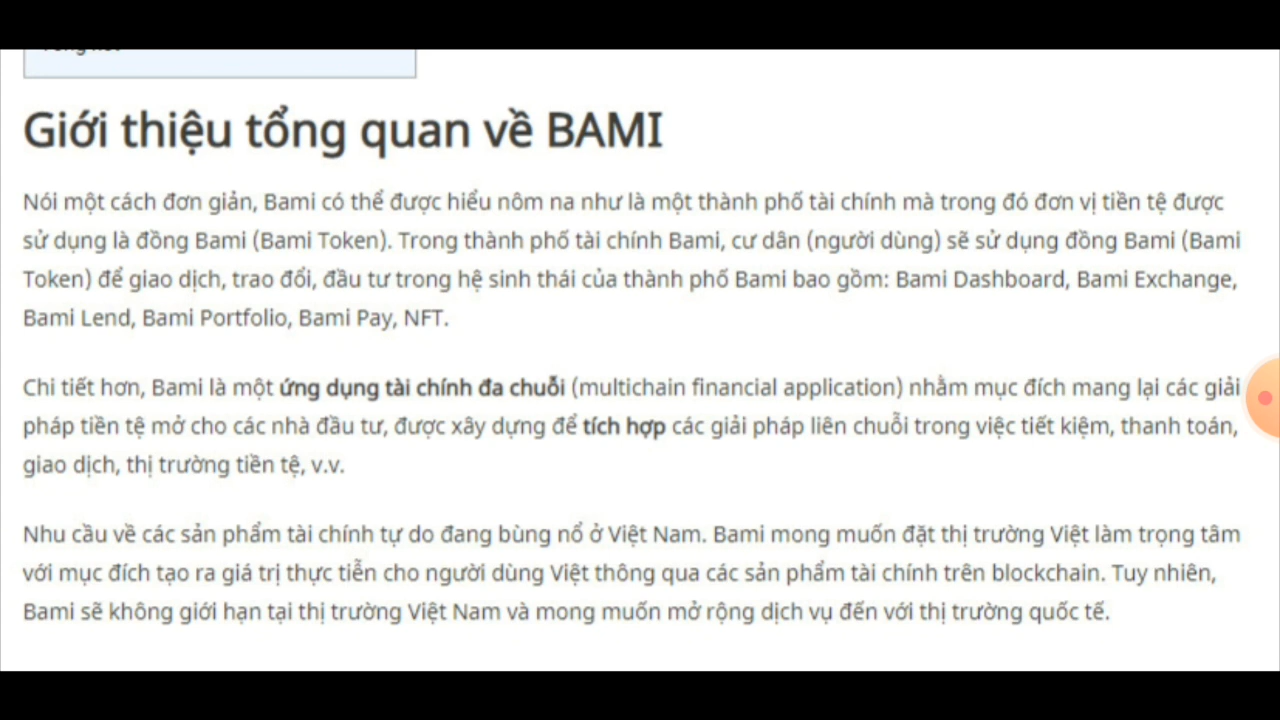 Giới thiệu tổng quan về BAMI
Nói một cách đơn giản, Bami có thể được hiểu nôm na như là một thành phố tài chính mà trong đó đơn vị tiền tệ được
sử dụng là đồng Bami (Bami Token). Trong thành phố tài chính Bami, cư dân (người dùng) sẽ sử dụng đồng Bami (Bami
Token) để giao dịch, trao đổi, đầu tư trong hệ sinh thái của thành phố Bami bao gồm: Bami Dashboard, Bami Exchange,
Bami Lend, Bami Portfolio, Bami Pay, NFT.
Chi tiết hơn, Bami là một ứng dụng tài chính đa chuỗi (multichain financial application) nhằm mục đích mang lại các giải
pháp tiền tệ mở cho các nhà đầu tư, được xây dựng để tích hợp các giải pháp liên chuỗi trong việc tiết kiệm, thanh toán,
giao dịch, thị trường tiền tệ, v.v.
Nhu cầu về các sản phẩm tài chính tự do đang bùng nổ ở Việt Nam. Bami mong muốn đặt thị trường Việt làm trọng tâm
với mục đích tạo ra giá trị thực tiễn cho người dùng Việt thông qua các sản phẩm tài chính trên blockchain. Tuy nhiên,
Bami sẽ không giới hạn tại thị trường Việt Nam và mong muốn mở rộng dịch vụ đến với thị trường quốc tế.